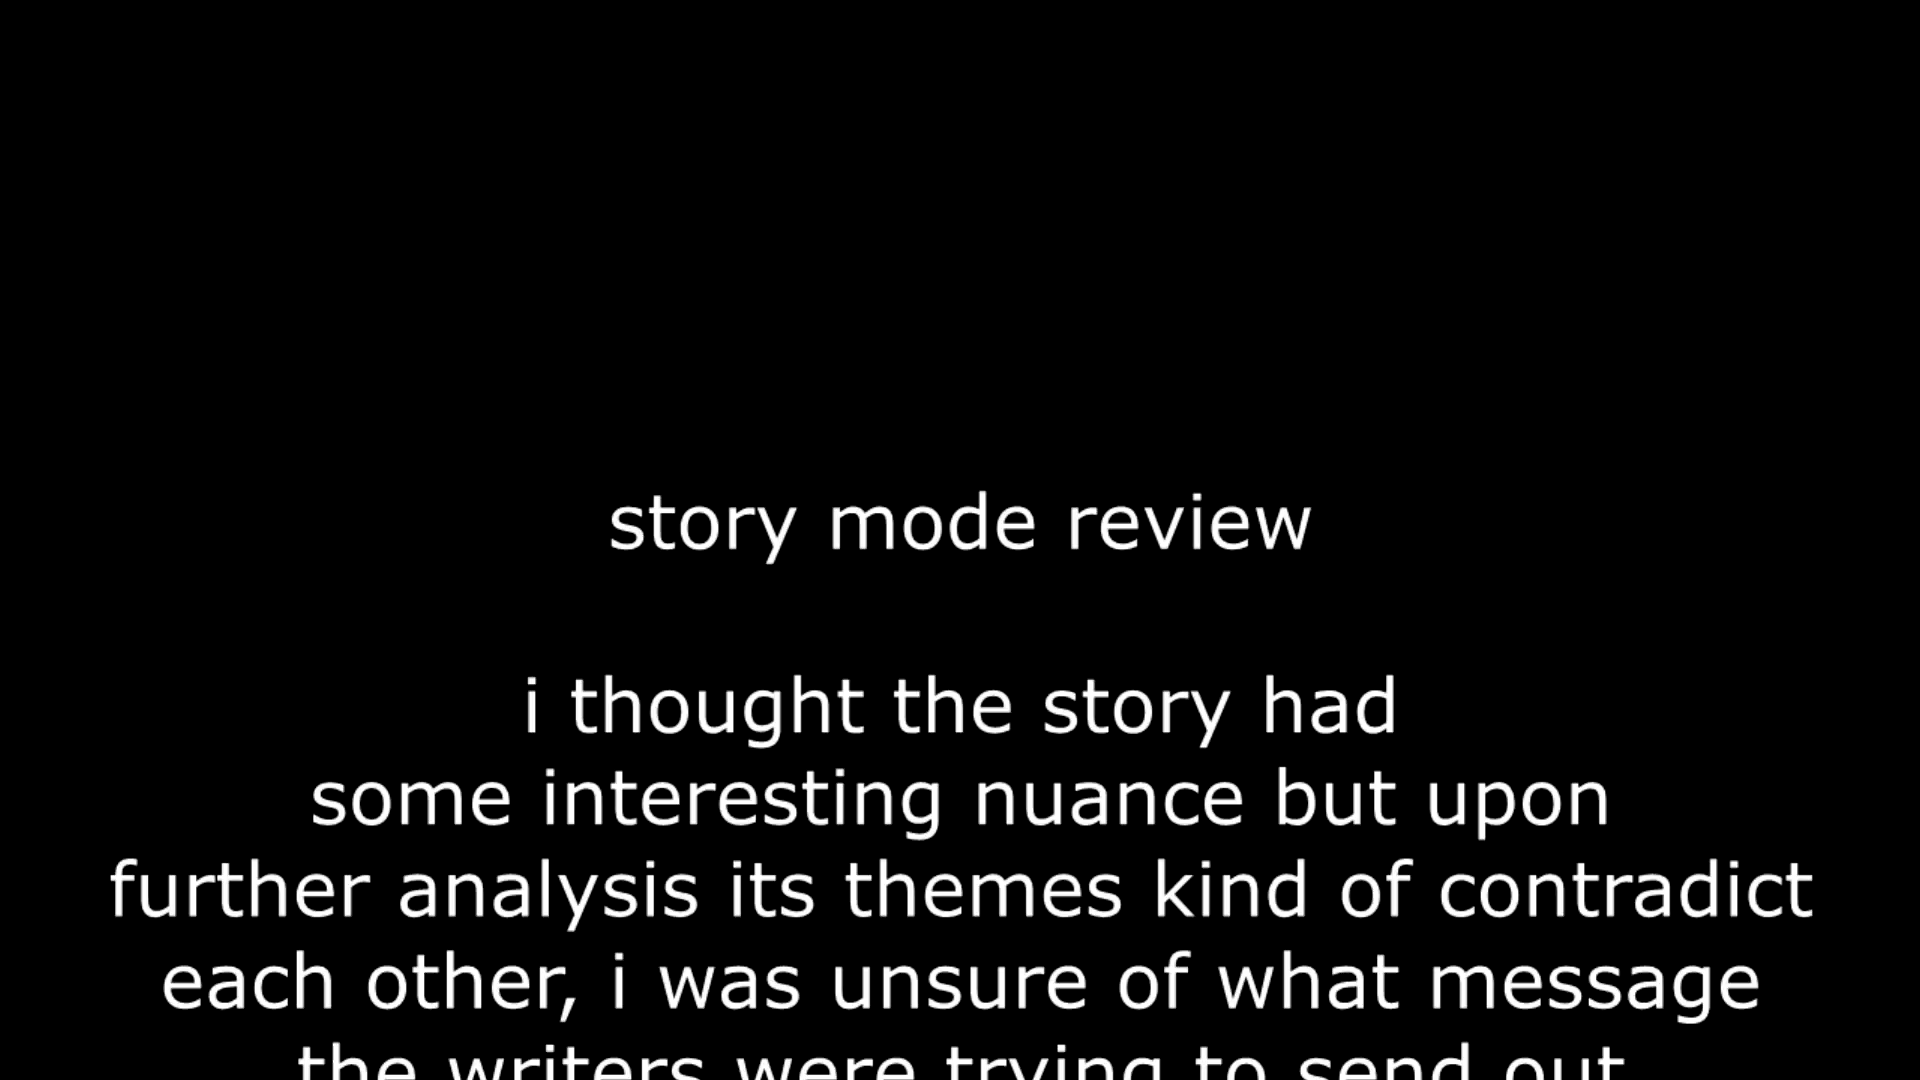 story mode review
i thought the story had
some interesting nuance but upon
further analysis its themes kind of contradict
each other, i was unsure of what message
the writers were trying to send out